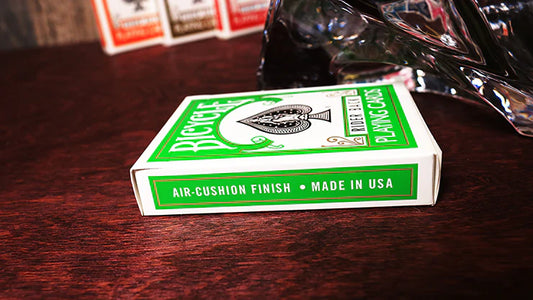 BICYCLE
RIDER BACK
PLAYING CARDS
AIR-CUSHION FINISH • MADE IN USA